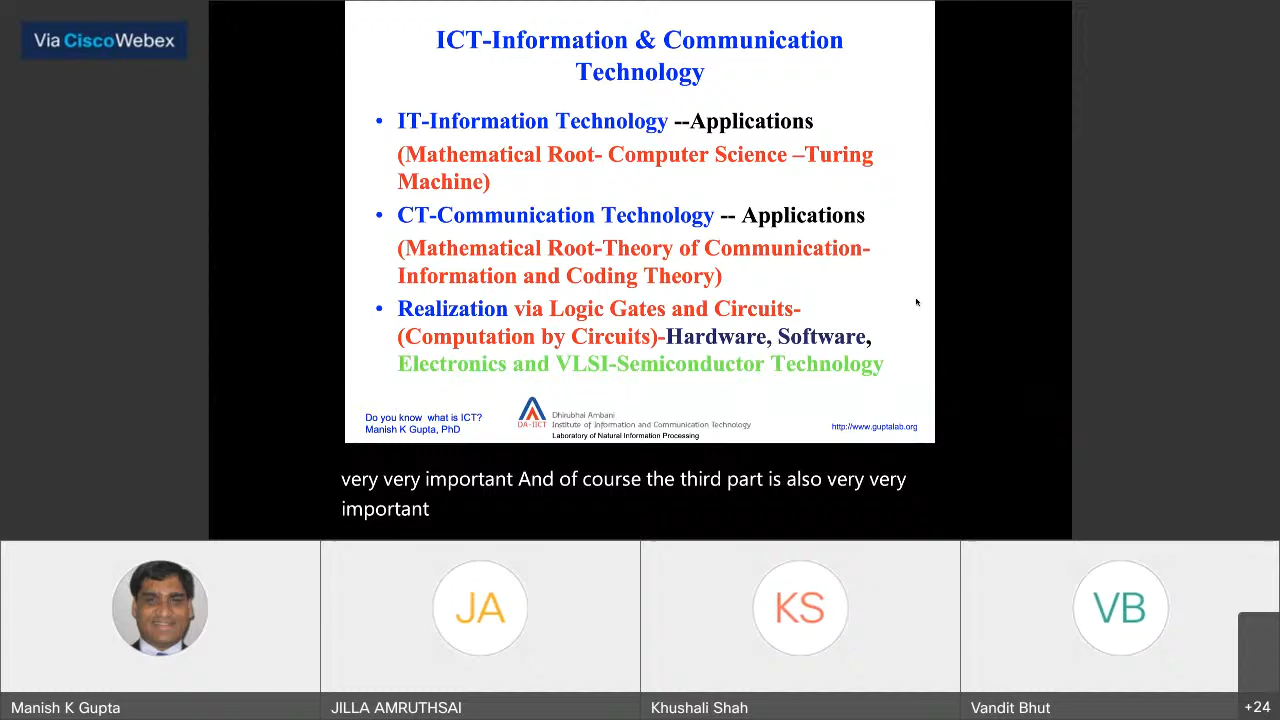 Via CiscoWebex
ICT-Information & Communication
Technology
• IT-Information Technology --Applications
(Mathematical Root- Computer Science –Turing
Machine)
• CT-Communication Technology -- Applications
(Mathematical Root-Theory of Communication-
Information and Coding Theory)
• Realization via Logic Gates and Circuits-
(Computation by Circuits)-Hardware, Software,
Electronics and VLSI-Semiconductor Technology
Do you know what is ICT?
Manish K Gupta, PhD
DA-IICT
Dhirubhai Ambani
Institute of Information and Communication Technology
Laboratory of Natural Information Processing
http://www.guptalab.org
very very important And of course the third part is also very very
important
JA
KS
VB
Manish K Gupta
JILLA AMRUTHSAI
Khushali Shah
Vandit Bhut
+24